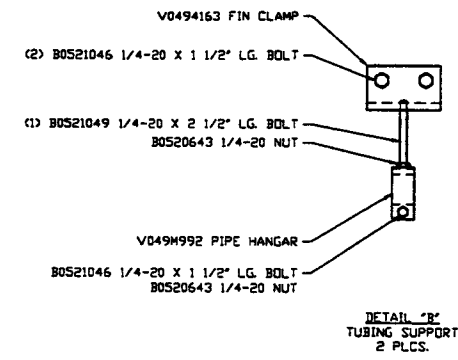 V0494163 FIN CLAMP
(2) B0521046 1/4-20 X 1 1/2" LG. BOLT
(1) B0521049 1/4-20 X 2 1/2" LG. BOLT
B0520643 1/4-20 NUT
V049M992 PIPE HANGAR
B0521046 1/4-20 X 1 1/2" LG. BOLT
B0520643 1/4-20 NUT
DETAIL "B"
TUBING SUPPORT
2 PLCS.